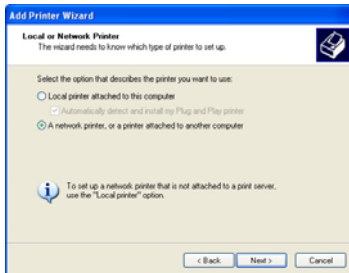 Add Printer Wizard
Local or Network Printer
The wizard needs to know which type of printer to set up.
Select the option that describes the printer you want to use:
Local printer attached to this computer
Automatically detect and install my Plug and Play printer
A network printer, or a printer attached to another computer
To set up a network printer that is not attached to a print server,
use the "Local printer" option.
< Back
Next >
Cancel